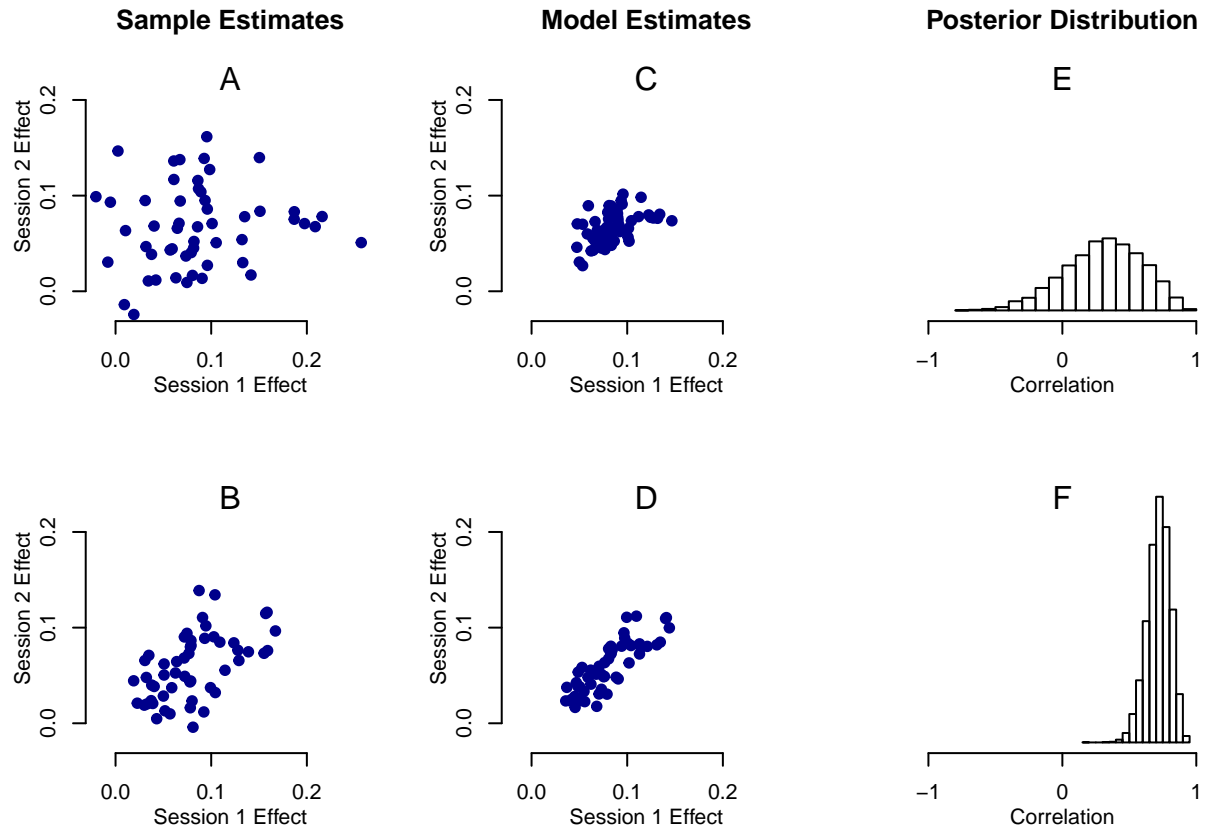 Sample Estimates
Model Estimates
Posterior Distribution
A
Session 2 Effect
0.0
0.1
0.2
0.0
0.1
0.2
Session 1 Effect
C
Session 2 Effect
0.0
0.1
0.2
0.0
0.1
0.2
Session 1 Effect
E
−1
0
1
Correlation
B
Session 2 Effect
0.0
0.1
0.2
0.0
0.1
0.2
Session 1 Effect
D
Session 2 Effect
0.0
0.1
0.2
0.0
0.1
0.2
Session 1 Effect
F
−1
0
1
Correlation